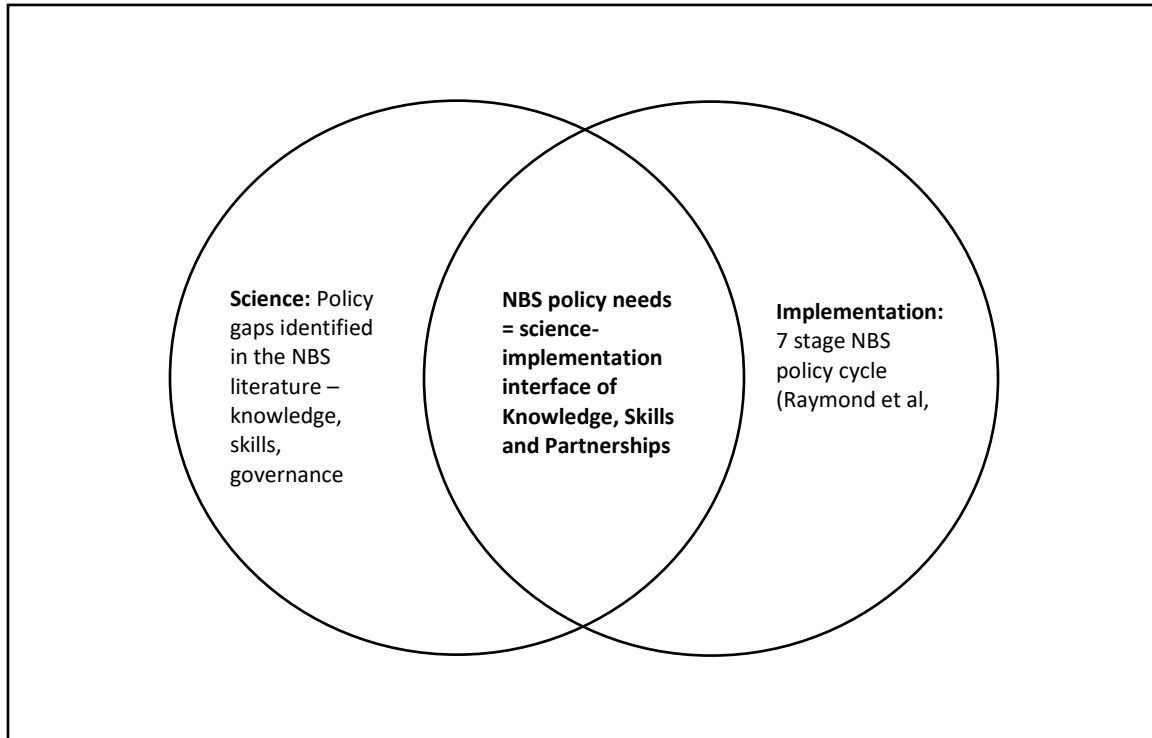 Science: Policy
gaps identified
in the NBS
literature –
knowledge,
skills,
governance
NBS policy needs
= science-
implementation
interface of
Knowledge, Skills
and Partnerships
Implementation:
7 stage NBS
policy cycle
(Raymond et al,